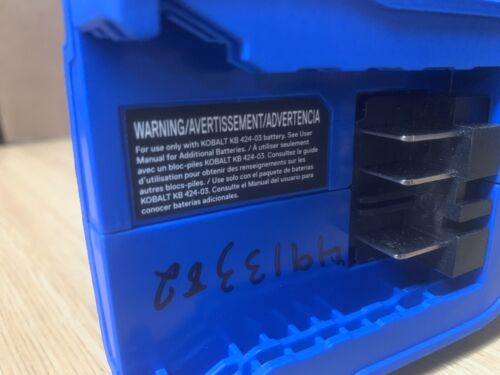 WARNING/AVERTISSEMENT/ADVERTENCIA
For use only with KOBALT KB 424-03 battery. See User
Manual for Additional Batteries. / À utiliser seulement
avec un bloc-piles KOBALT KB 424-03. Consultez le guide
d'utilisation pour obtenir des renseignements sur les
autres blocs-piles. / Use solo con el paquete de baterías
KOBALT KB 424-03. Consulte el Manual del usuario para
conocer baterías adicionales.